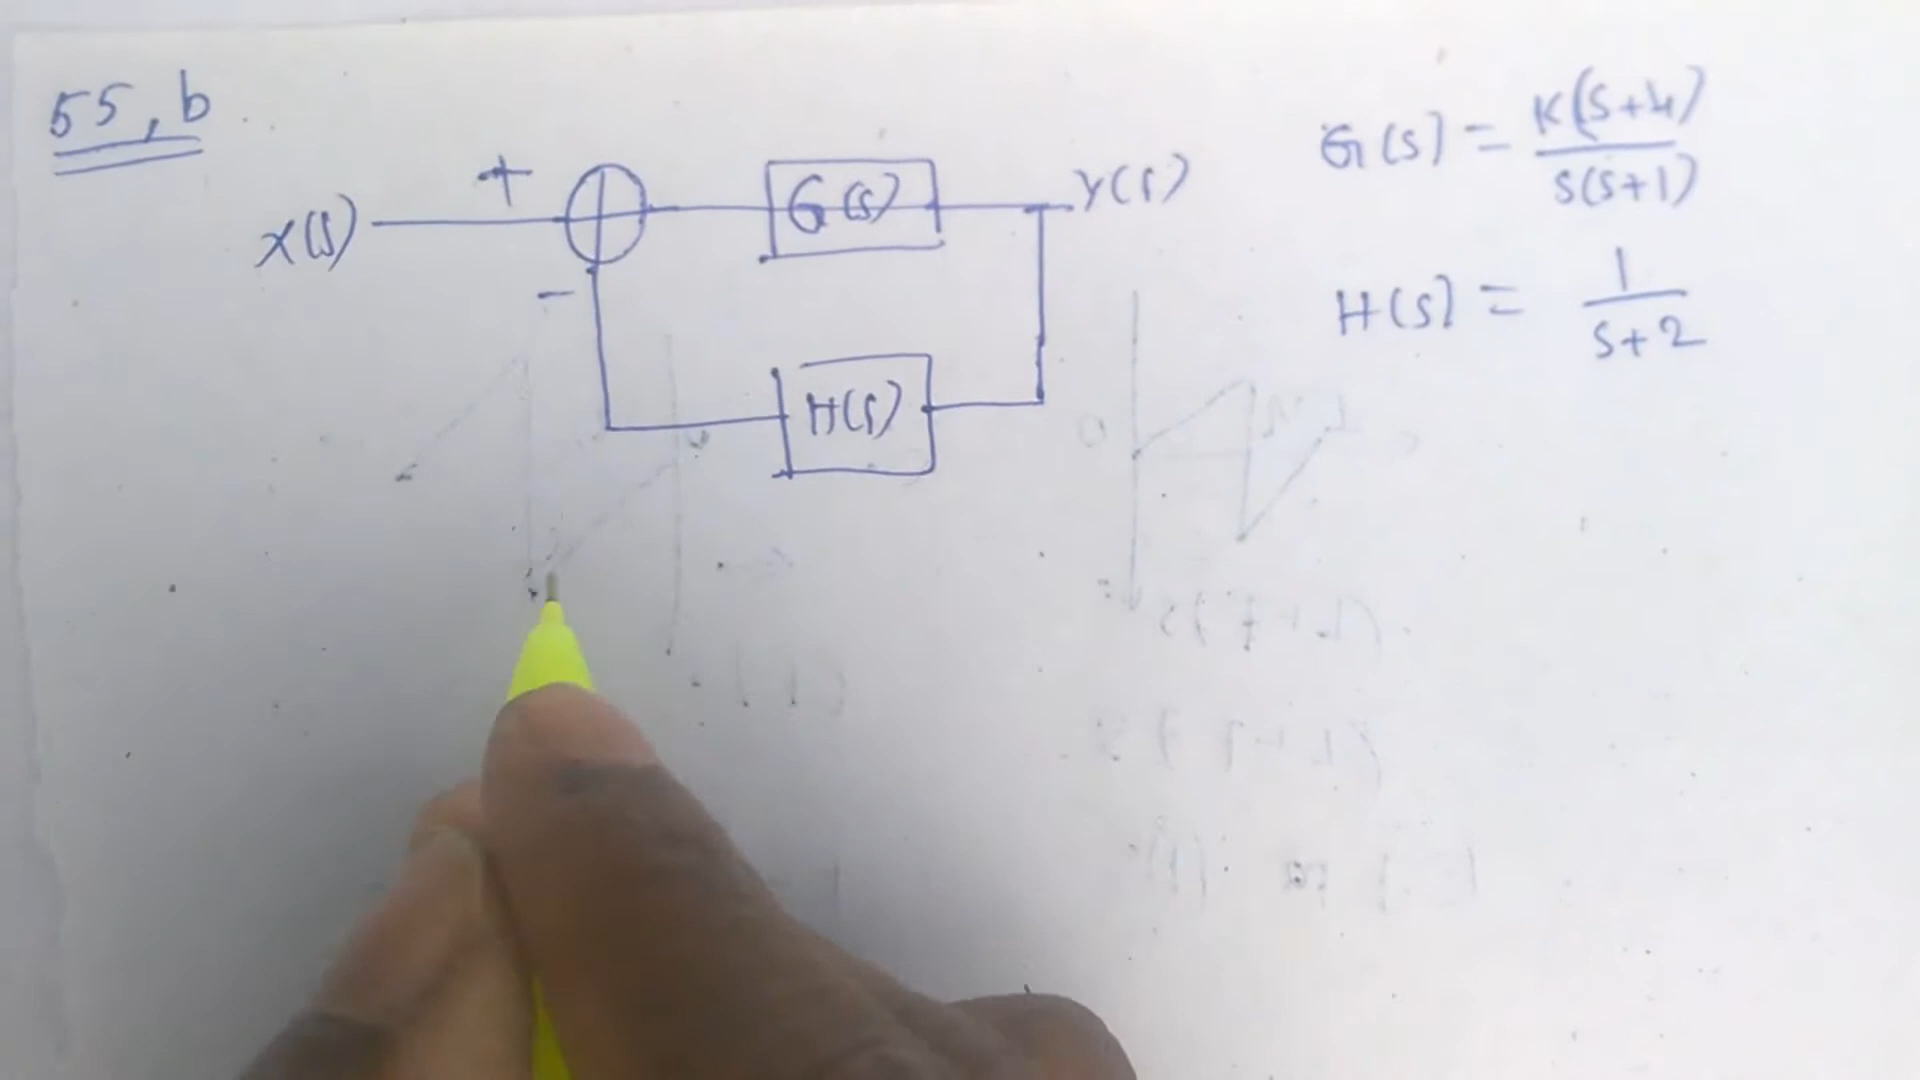 55, b
X(s) + G(s) Y(s)
-
H(s)
G(s) = K(s+4) / s(s+1)
H(s) = 1 / s+2